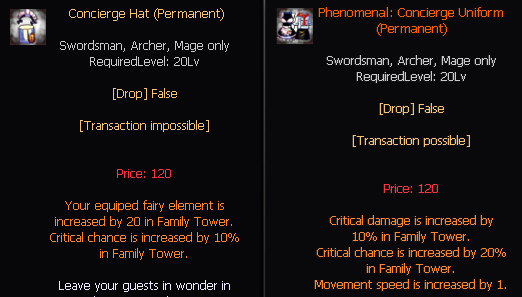 Concierge Hat (Permanent)
Swordsman, Archer, Mage only
RequiredLevel: 20Lv
[Drop] False
[Transaction impossible]
Price: 120
Your equiped fairy element is
increased by 20 in Family Tower.
Critical chance is increased by 10%
in Family Tower.
Leave your guests in wonder in
Phenomenal: Concierge Uniform
(Permanent)
Swordsman, Archer, Mage only
RequiredLevel: 20Lv
[Drop] False
[Transaction possible]
Price: 120
Critical damage is increased by
10% in Family Tower.
Critical chance is increased by 20%
in Family Tower.
Movement speed is increased by 1.